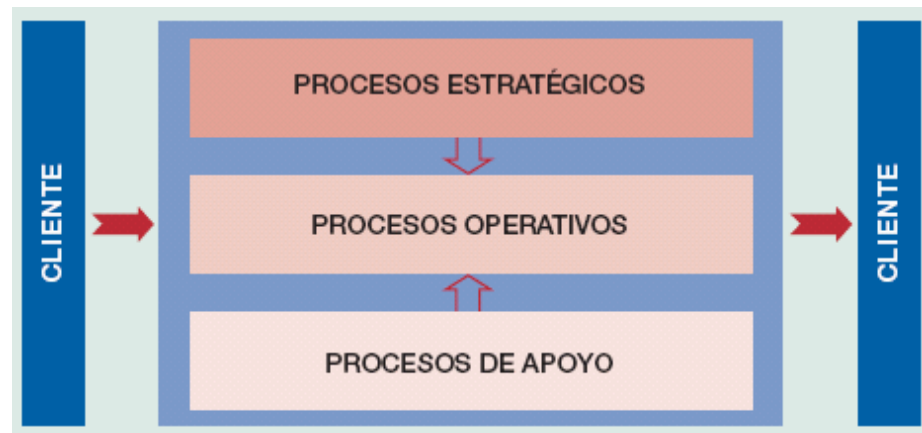 CLIENTE
PROCESOS ESTRATÉGICOS
PROCESOS OPERATIVOS
PROCESOS DE APOYO
CLIENTE